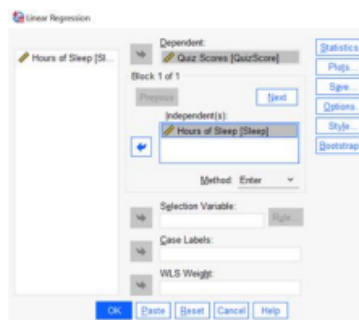 Linear Regression
Hours of Sleep [Sl...
Dependent:
Quiz Scores [QuizScore]
Block 1 of 1
Previous
Next
Independent(s):
Hours of Sleep [Sleep]
Method: Enter
Selection Variable:
Rule...
Case Labels:
WLS Weight:
Statistics
Plots...
Save...
Options...
Style...
Bootstrap
OK Paste Reset Cancel Help